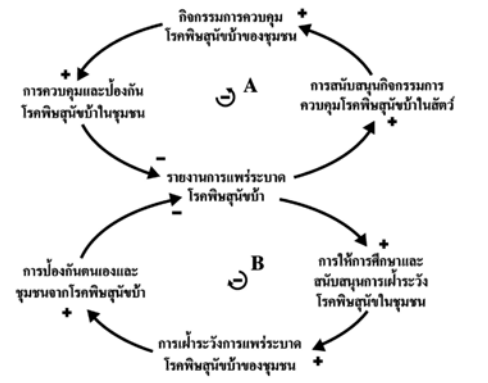 กิจกรรมการควบคุม +
โรคพิษสุนัขบ้าของชุมชน
+
การควบคุมและป้องกัน
โรคพิษสุนัขบ้าในชุมชน
- A
การสนับสนุนกิจกรรมการ
ควบคุมโรคพิษสุนัขบ้าในสัตว์
+
-
รายงานการแพร่ระบาด
โรคพิษสุนัขบ้า
-
การป้องกันตนเองและ
ชุมชนจากโรคพิษสุนัขบ้า
+
- B
+
การให้การศึกษาและ
สนับสนุนการเฝ้าระวัง
โรคพิษสุนัขในชุมชน
การเฝ้าระวังการแพร่ระบาด
โรคพิษสุนัขบ้าของชุมชน +